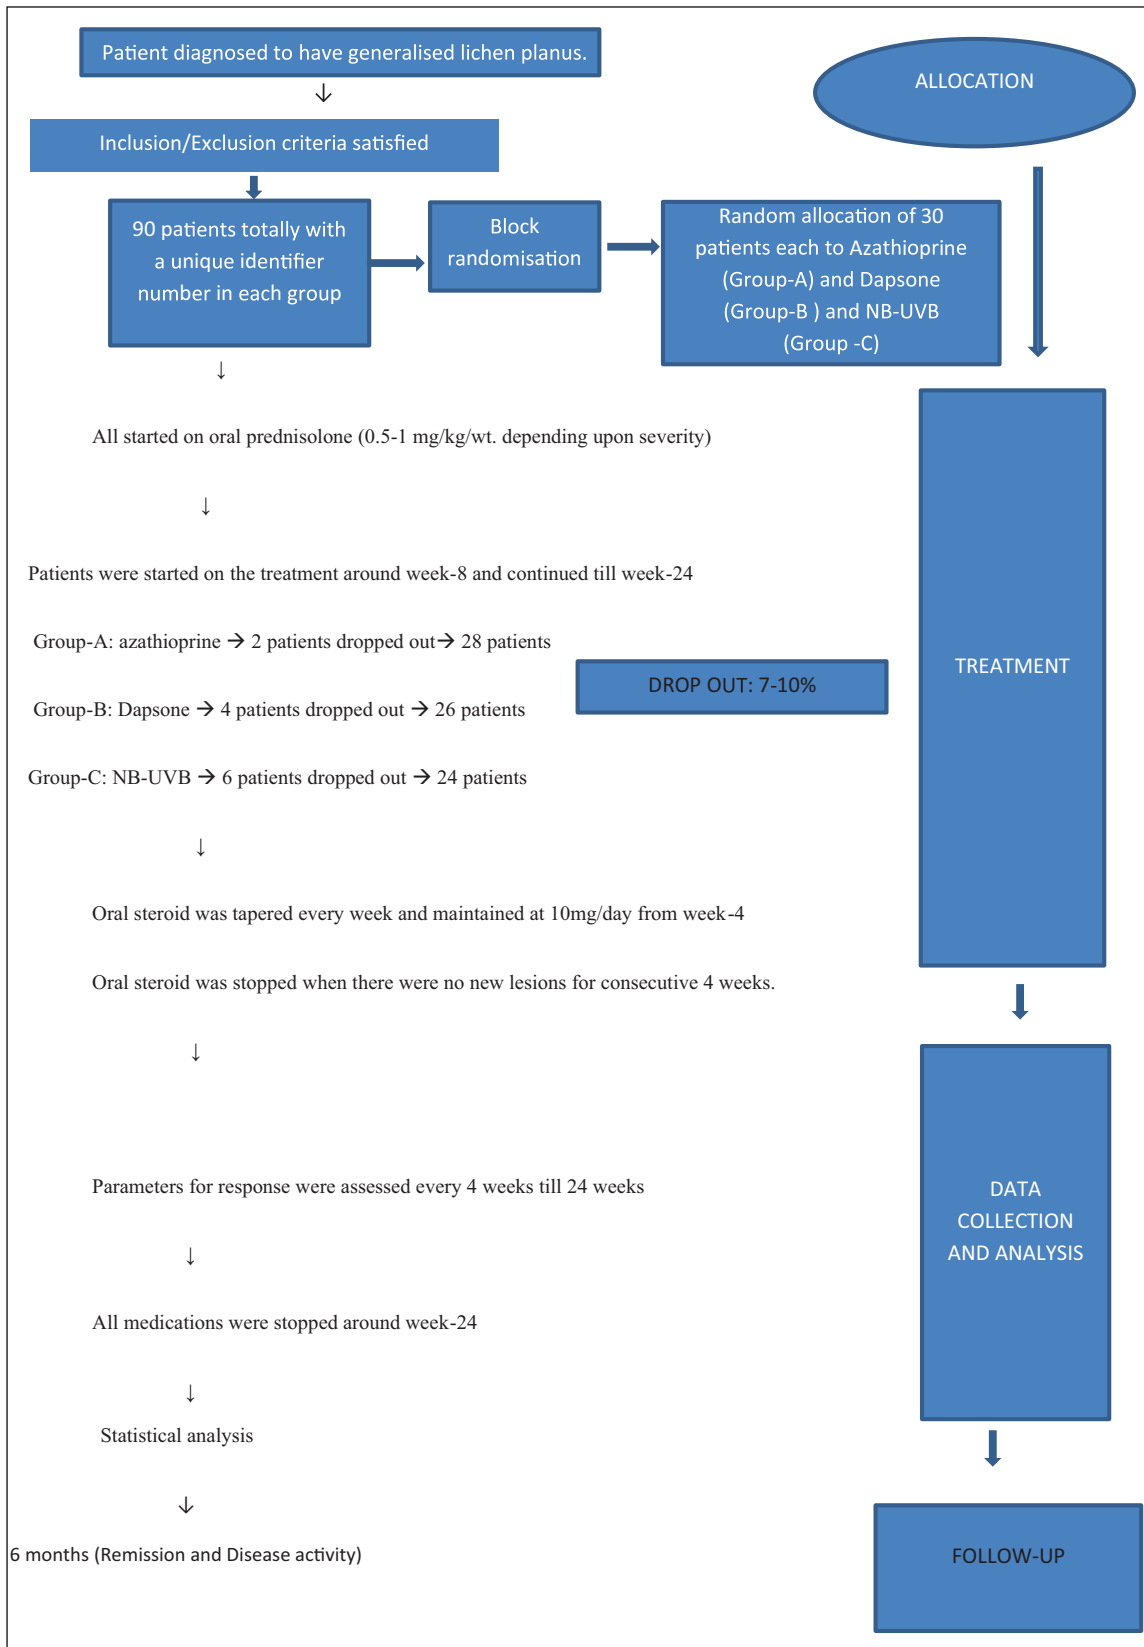 Patient diagnosed to have generalised lichen planus.
↓
ALLOCATION
Inclusion/Exclusion criteria satisfied
90 patients totally with
a unique identifier
number in each group
Block
randomisation
Random allocation of 30
patients each to Azathioprine
(Group-A) and Dapsone
(Group-B ) and NB-UVB
(Group -C)
↓
All started on oral prednisolone (0.5-1 mg/kg/wt. depending upon severity)
↓
Patients were started on the treatment around week-8 and continued till week-24
Group-A: azathioprine → 2 patients dropped out→ 28 patients
Group-B: Dapsone → 4 patients dropped out → 26 patients
Group-C: NB-UVB → 6 patients dropped out → 24 patients
DROP OUT: 7-10%
TREATMENT
↓
Oral steroid was tapered every week and maintained at 10mg/day from week-4
Oral steroid was stopped when there were no new lesions for consecutive 4 weeks.
↓
Parameters for response were assessed every 4 weeks till 24 weeks
↓
All medications were stopped around week-24
↓
Statistical analysis
↓
DATA
COLLECTION
AND ANALYSIS
6 months (Remission and Disease activity)
FOLLOW-UP